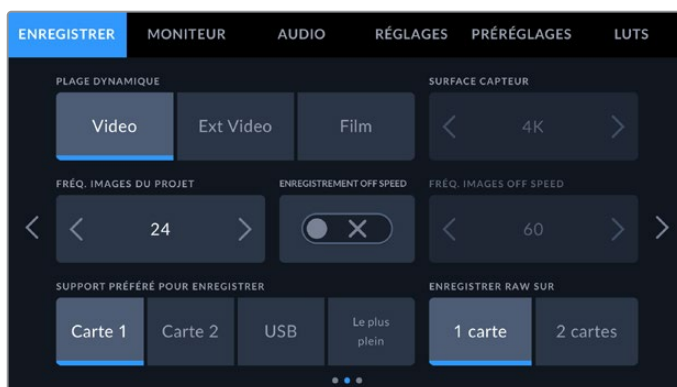 ENREGISTRER MONITEUR AUDIO RÉGLAGES PRÉRÉGLAGES LUTS
PLAGE DYNAMIQUE SURFACE CAPTEUR
Video Ext Video Film 4K
FRÉQ. IMAGES DU PROJET ENREGISTREMENT OFF SPEED FRÉQ. IMAGES OFF SPEED
24 60
SUPPORT PRÉFÉRÉ POUR ENREGISTRER ENREGISTRER RAW SUR
Carte 1 Carte 2 USB Le plus plein 1 carte 2 cartes